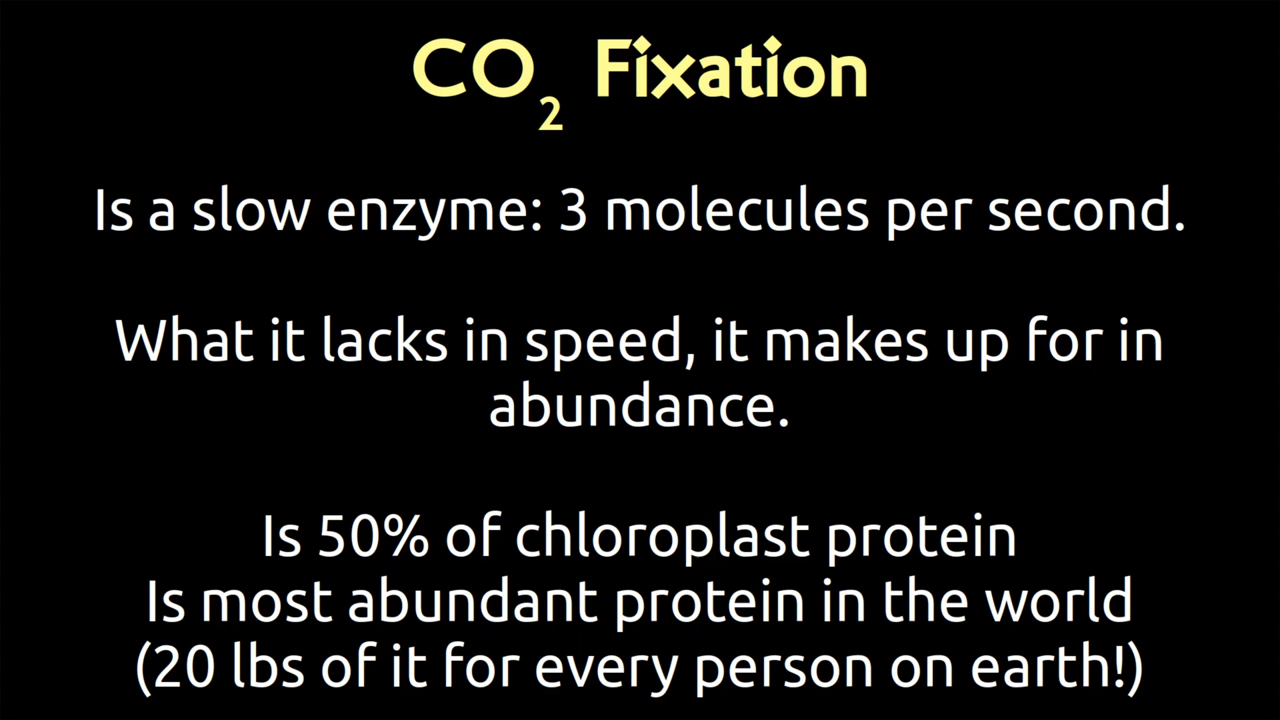 CO₂ Fixation
Is a slow enzyme: 3 molecules per second.
What it lacks in speed, it makes up for in
abundance.
Is 50% of chloroplast protein
Is most abundant protein in the world
(20 lbs of it for every person on earth!)